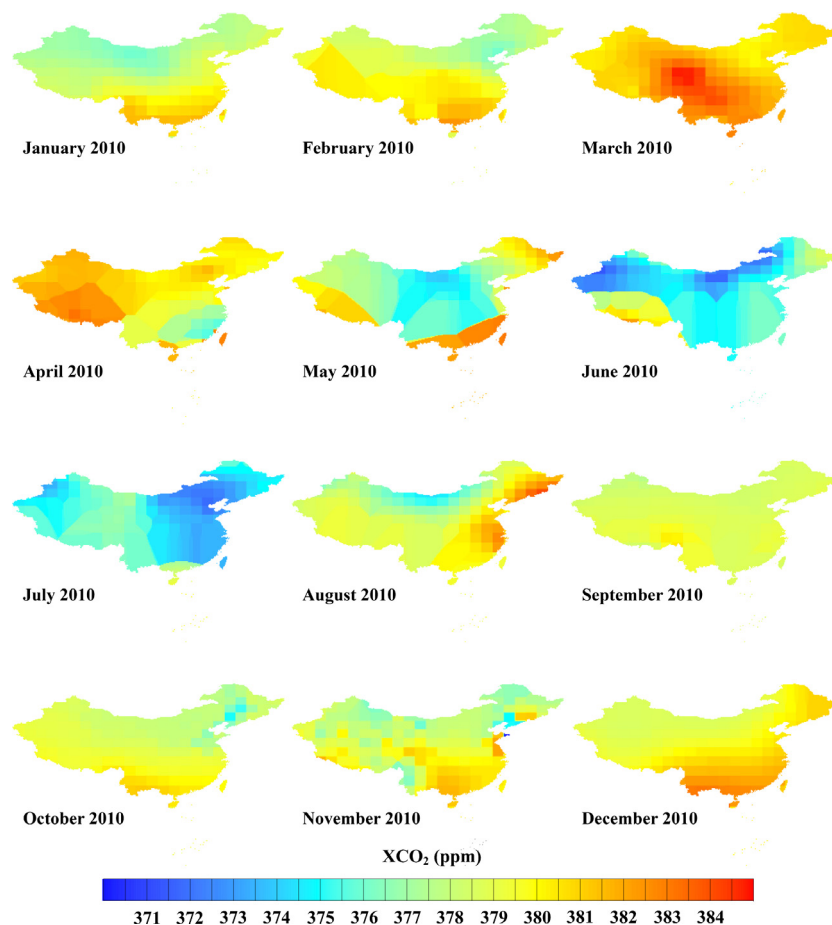 January 2010 February 2010 March 2010
April 2010 May 2010 June 2010
July 2010 August 2010 September 2010
October 2010 November 2010 December 2010
XCO₂ (ppm)
371 372 373 374 375 376 377 378 379 380 381 382 383 384